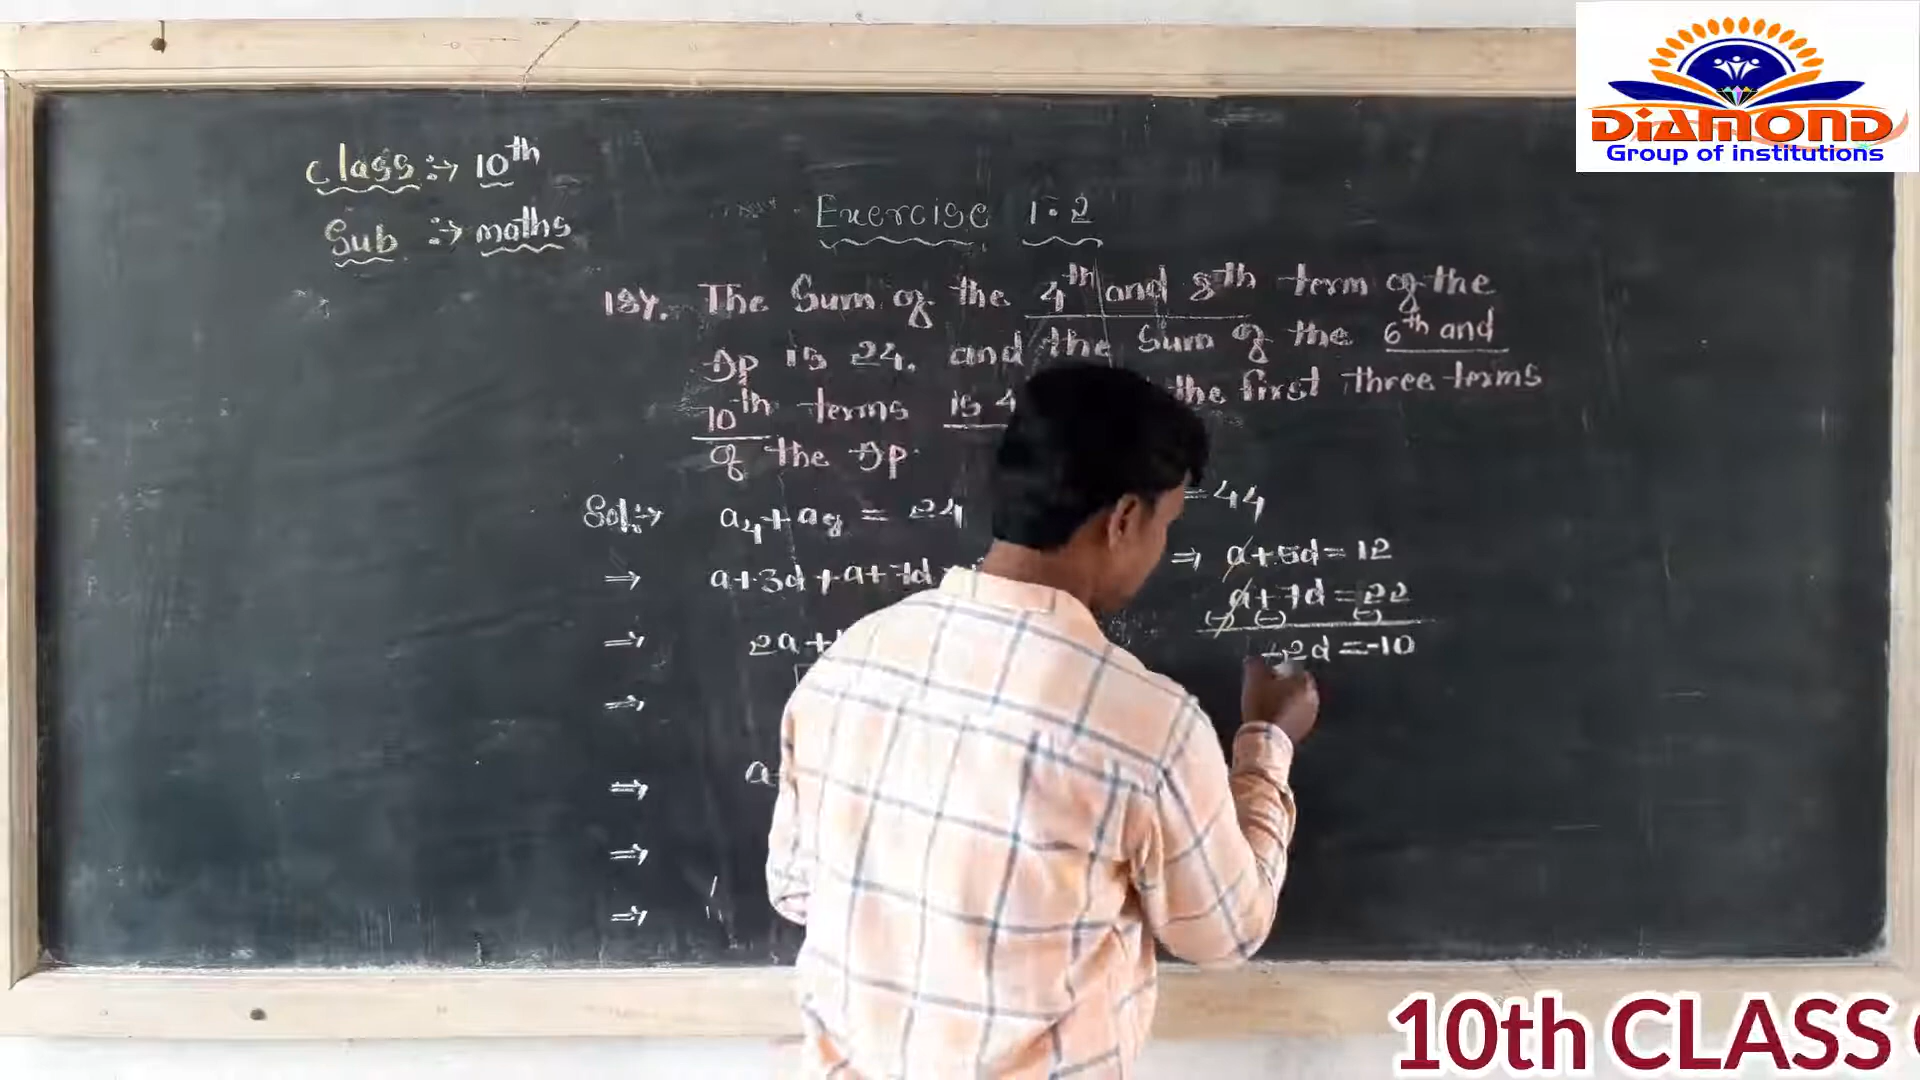 DIAMOND
Group of institutions
class :→ 10th
Sub :→ maths
Exercise 1.2
18Y. The Sum of the 4th and 8th term of the
Ap is 24. and the Sum of the 6th and
10th terms is 4 the first three terms
of the Ap.
Sol:→ a4+a8 = 24
= 44
⇒ a+3d+a+7d
⇒ a+5d=12
a+7d=22
(-) (-) (-)
-2d=-10
⇒ 2a+
⇒
⇒ a
⇒
⇒
10th CLASS